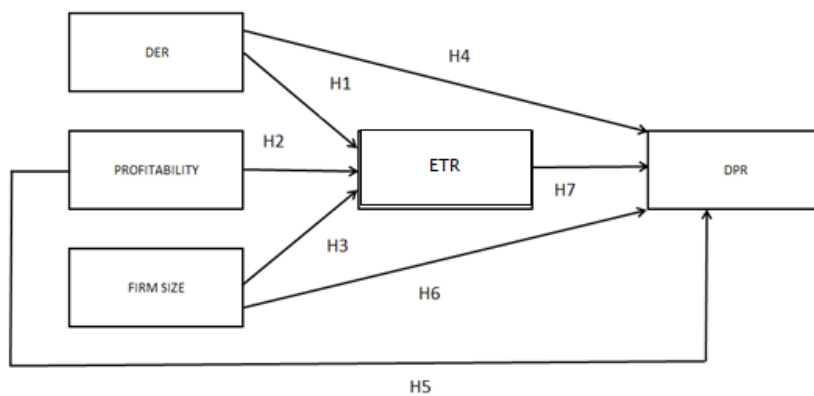 DER
H4
H1
PROFITABILITY
H2
ETR
DPR
H7
H3
FIRM SIZE
H6
H5